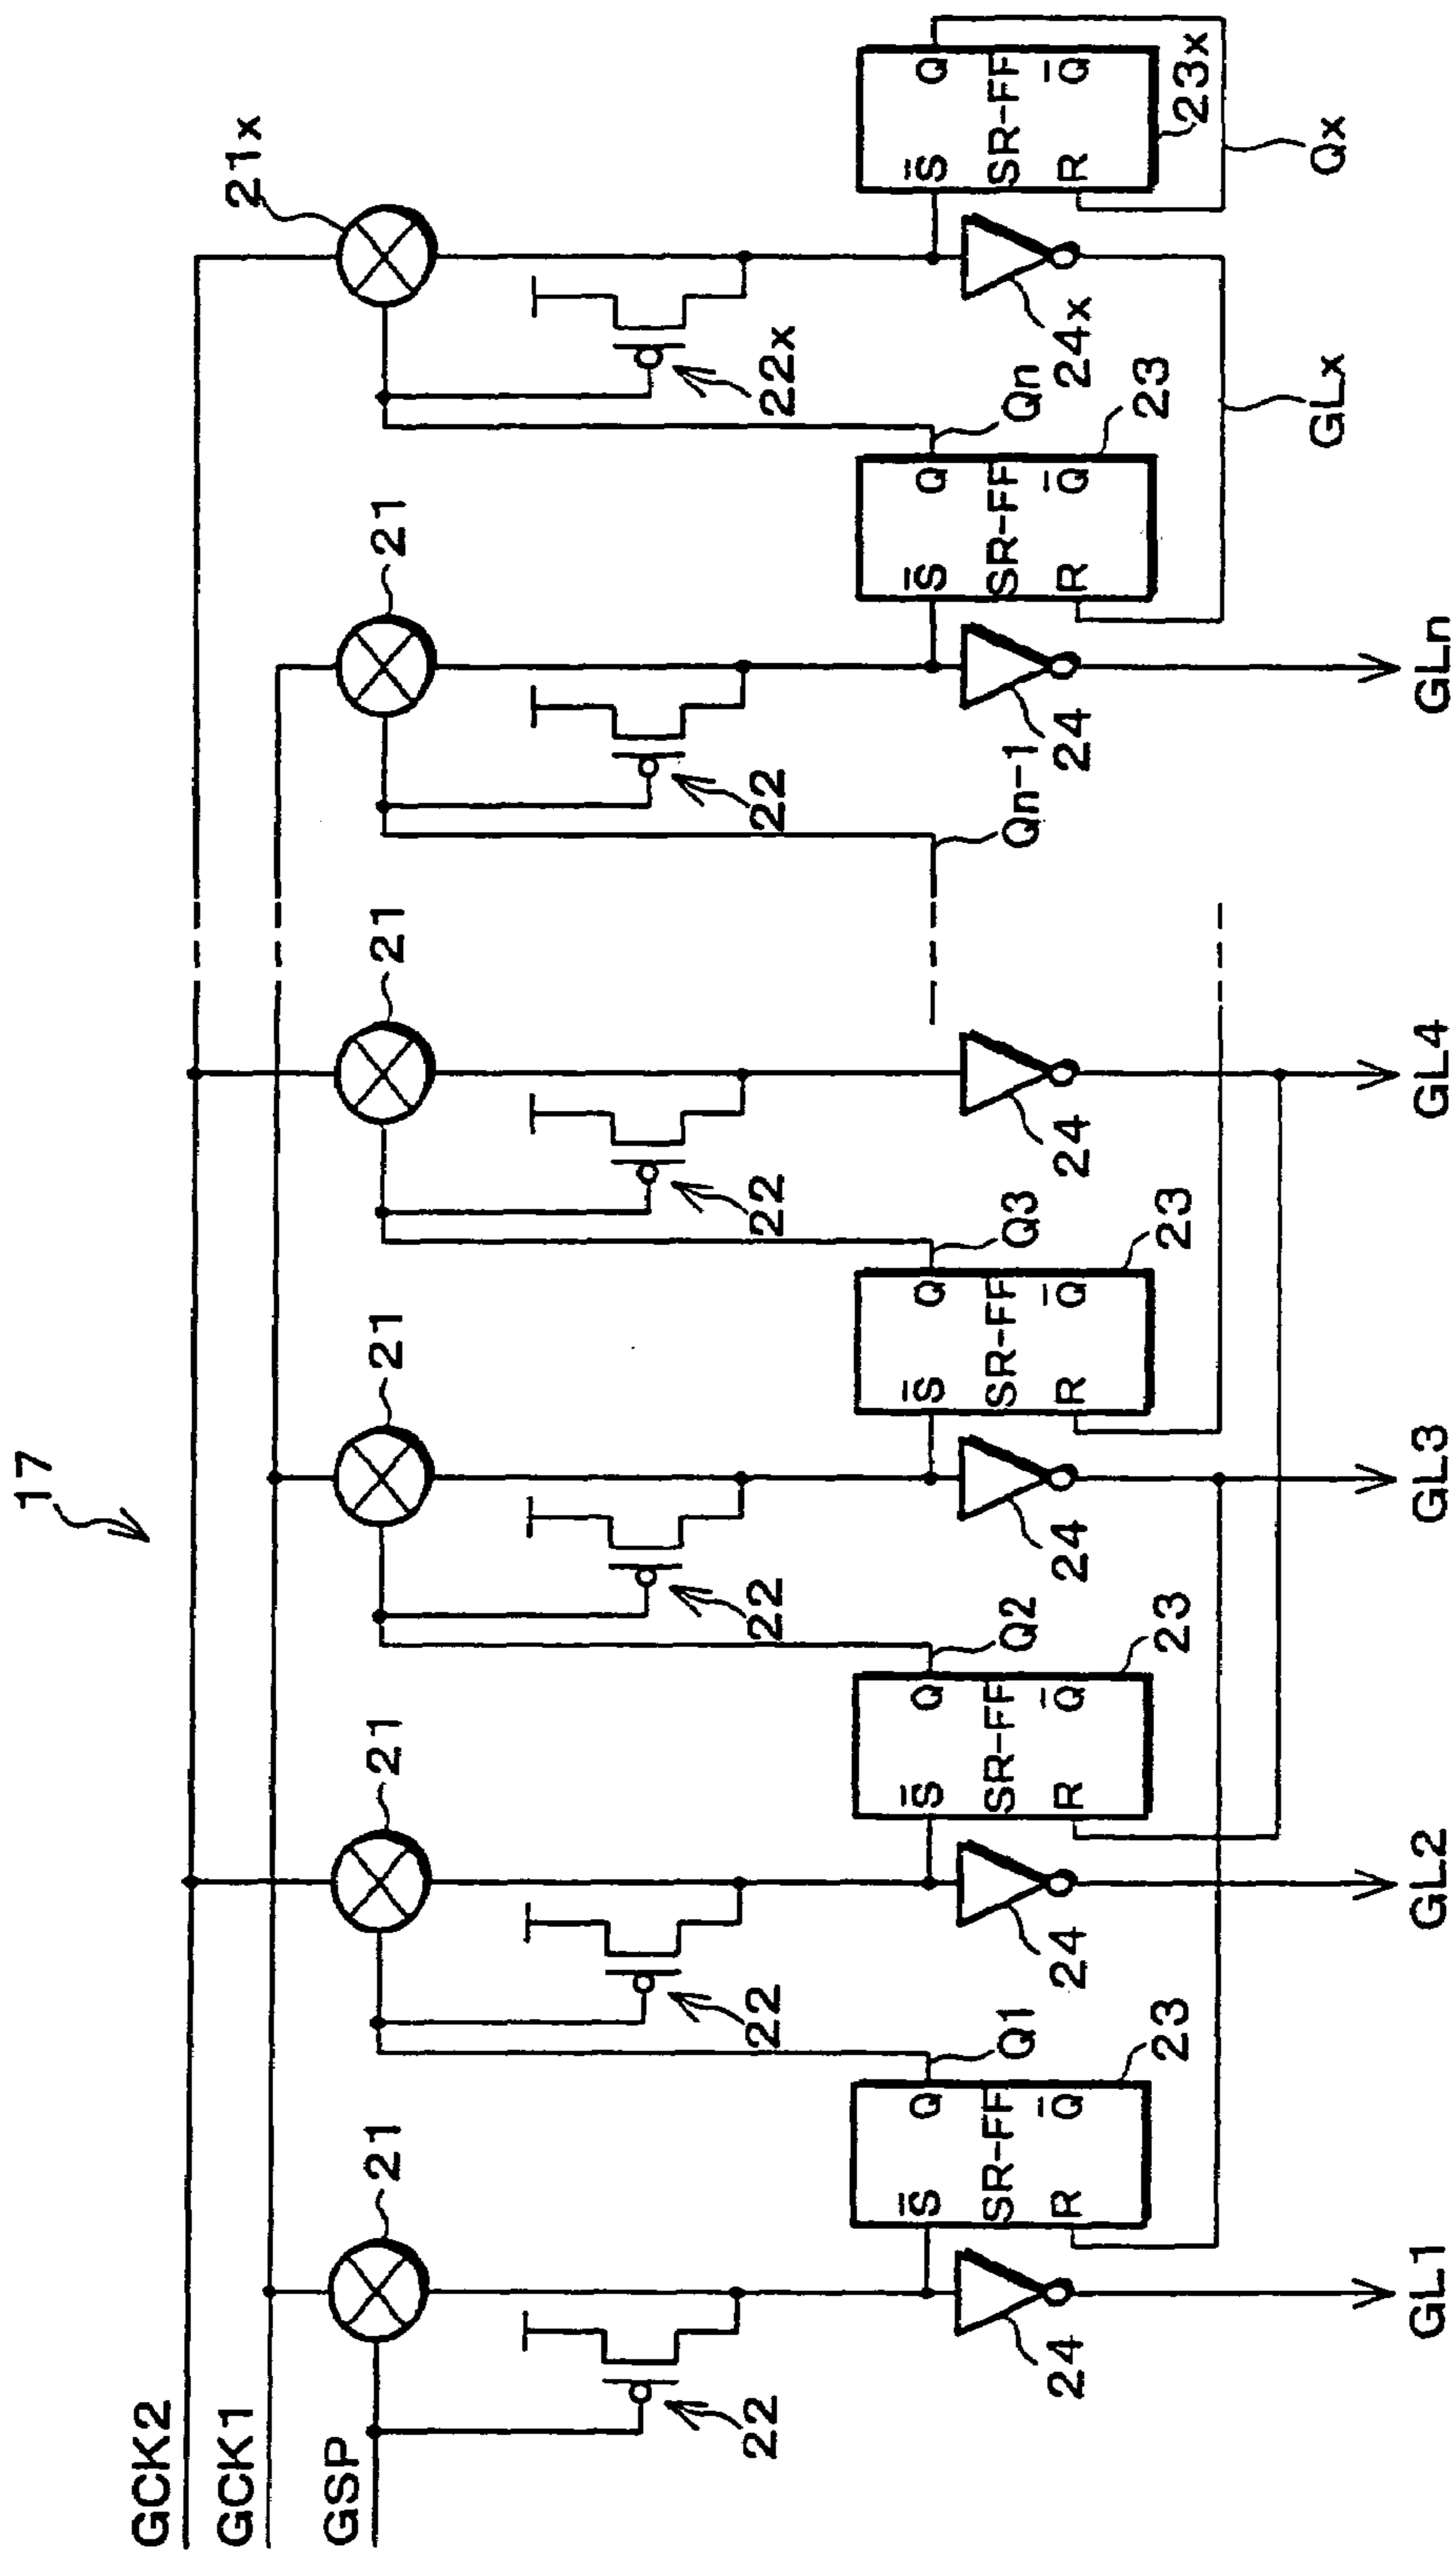 17
GCK2
GCK1
GSP
21
21
21
21
21
21x
22
22
22
22
22
22x
Q1
Q2
Q3
Qn-1
Qn
S̅ Q
SR-FF
R Q̅
23
S̅ Q
SR-FF
R Q̅
23
S̅ Q
SR-FF
R Q̅
23
S̅ Q
SR-FF
R Q̅
23
S̅ Q
SR-FF
R Q̅
23x
24
24
24
24
24
24x
Qx
GLx
GL1
GL2
GL3
GL4
GLn